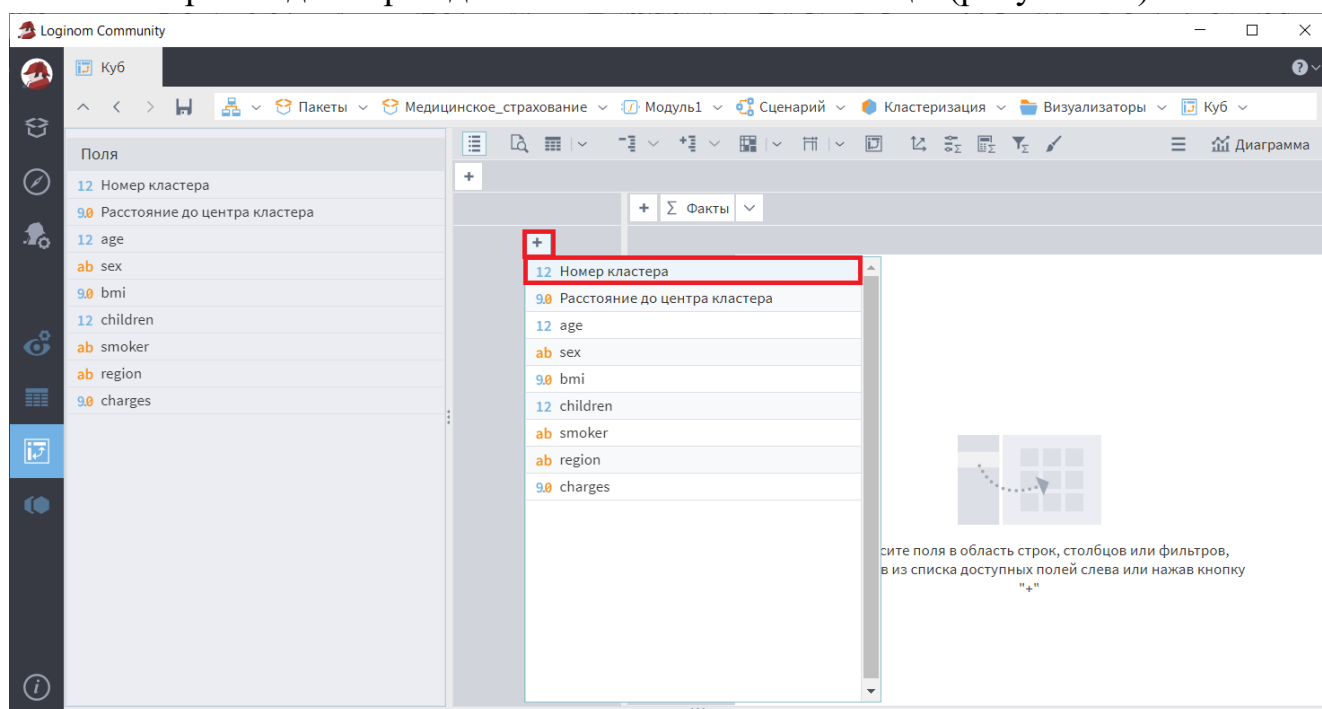 Loginom Community
Куб
Пакеты Медицинское_страхование Модуль1 Сценарий Кластеризация Визуализаторы Куб
Поля
Диаграмма
12 Номер кластера
9.0 Расстояние до центра кластера
12 age
ab sex
9.0 bmi
12 children
ab smoker
ab region
9.0 charges
+
+ Σ Факты
+
12 Номер кластера
9.0 Расстояние до центра кластера
12 age
ab sex
9.0 bmi
12 children
ab smoker
ab region
9.0 charges
сите поля в область строк, столбцов или фильтров,
в из списка доступных полей слева или нажав кнопку
"+"